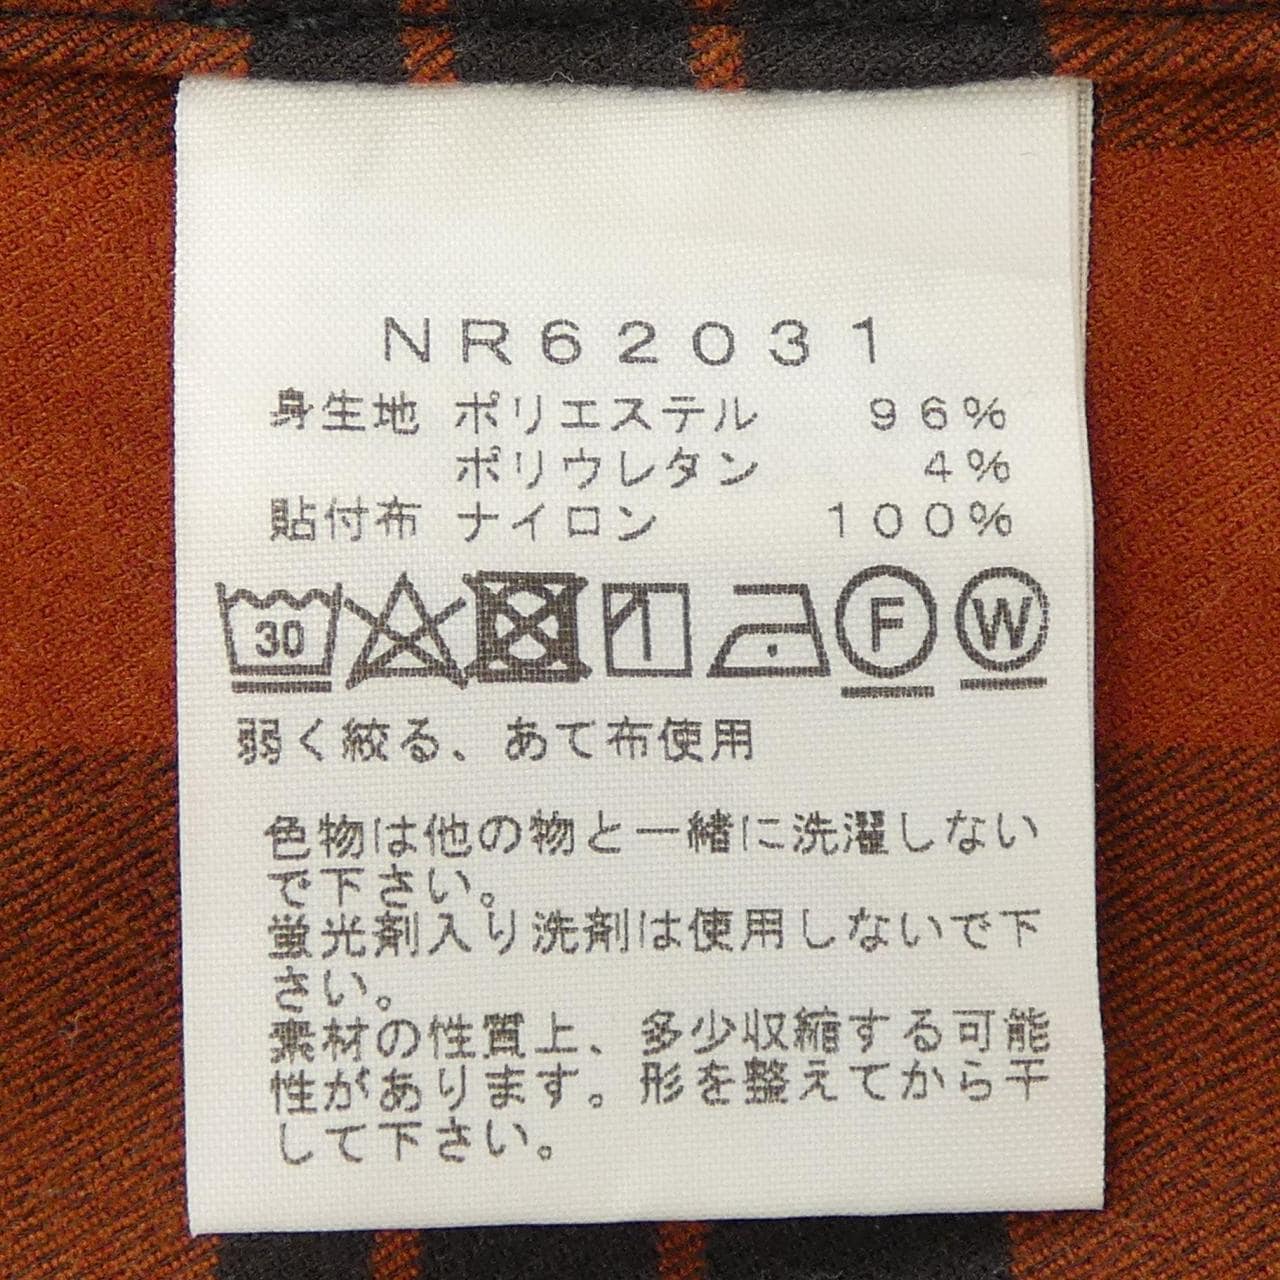 NR62031
身生地 ポリエステル 96%
ポリウレタン 4%
貼付布 ナイロン 100%
30 F W
弱く絞る、あて布使用
色物は他の物と一緒に洗濯しない
で下さい。
蛍光剤入り洗剤は使用しないで下
さい。
素材の性質上、多少収縮する可能
性があります。形を整えてから干
して下さい。